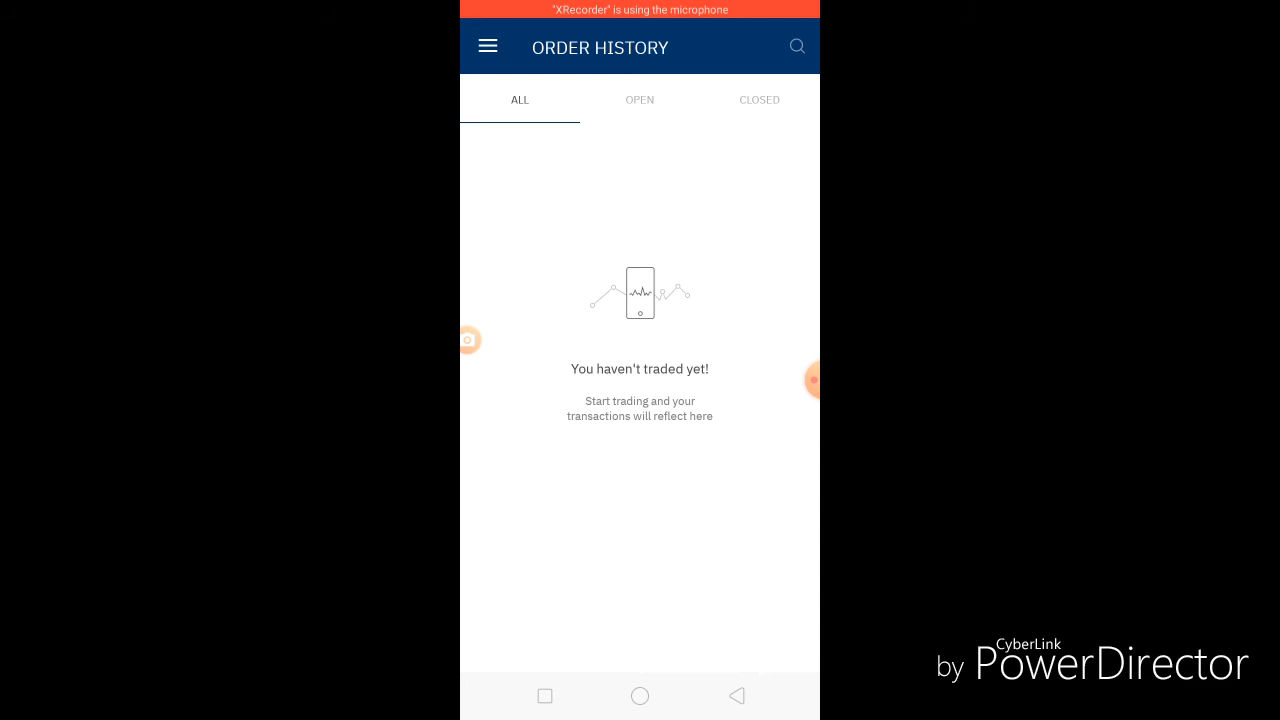 "XRecorder" is using the microphone
ORDER HISTORY
ALL
OPEN
CLOSED
You haven't traded yet!
Start trading and your
transactions will reflect here
CyberLink
by PowerDirector